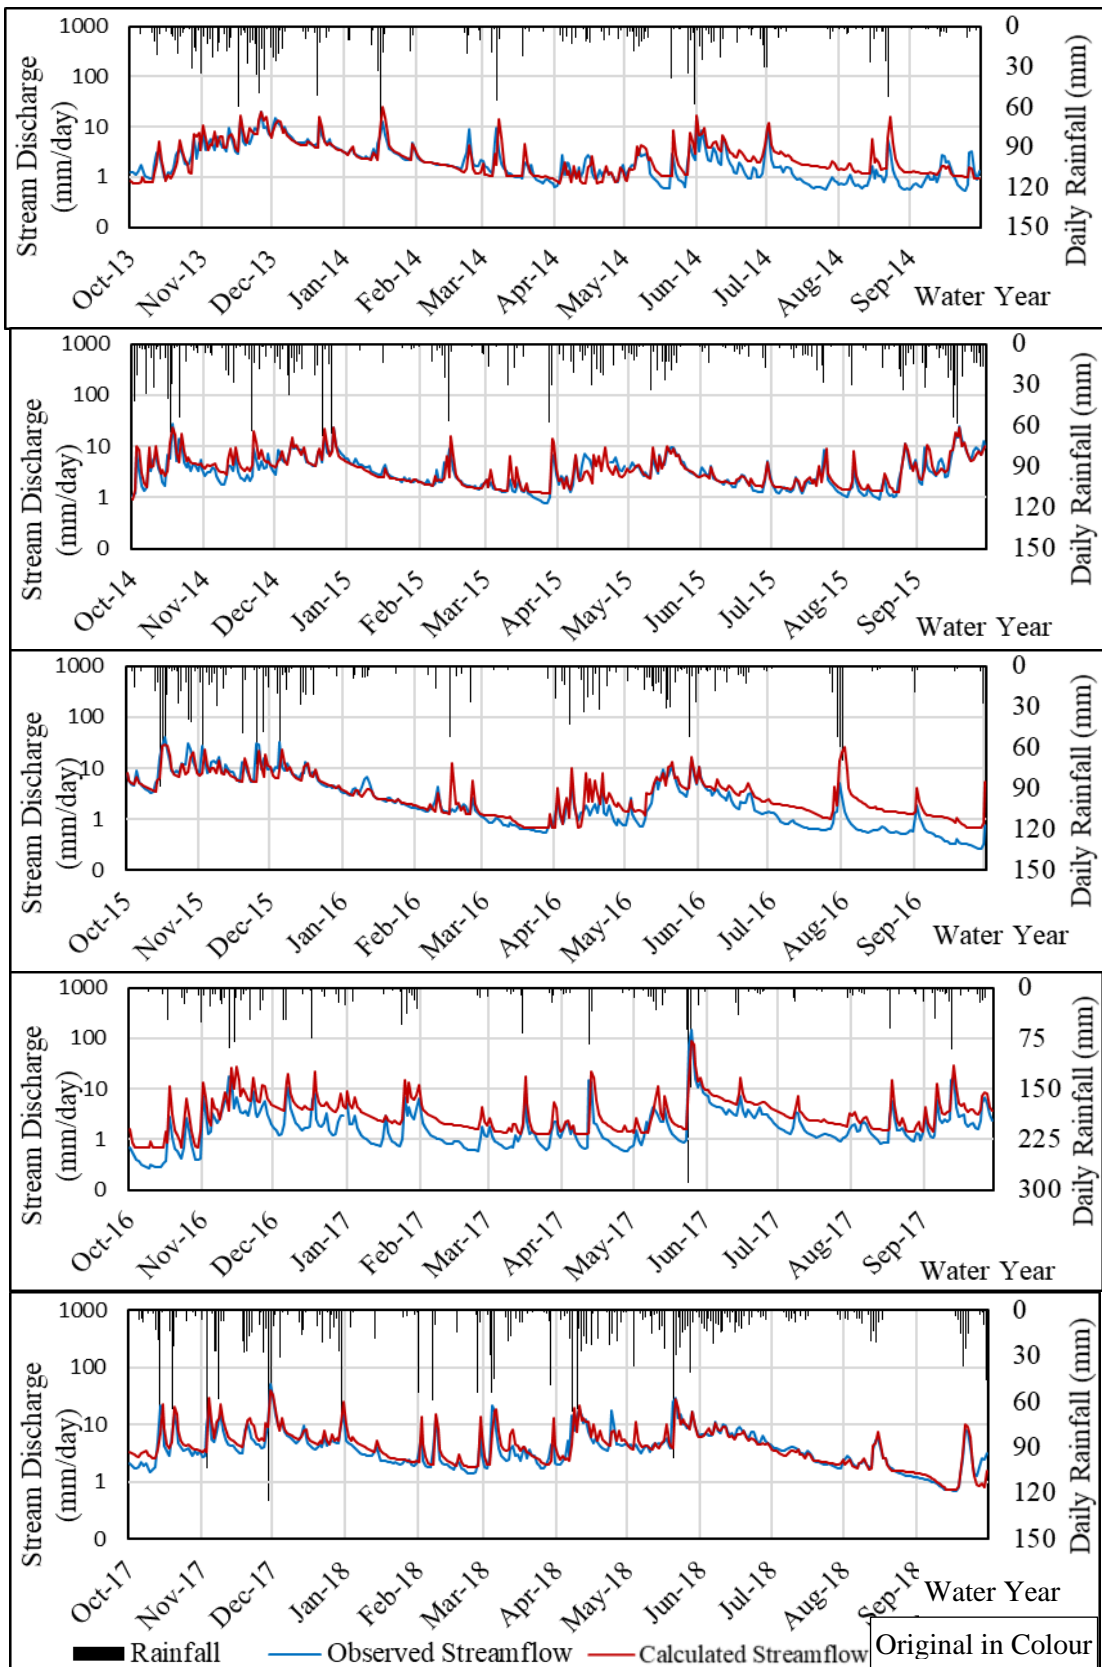 Stream Discharge
(mm/day)
1000
100
10
1
0
0
30
60
90
120
150
Daily Rainfall (mm)
Oct-13
Nov-13
Dec-13
Jan-14
Feb-14
Mar-14
Apr-14
May-14
Jun-14
Jul-14
Aug-14
Sep-14
Water Year
Stream Discharge
(mm/day)
1000
100
10
1
0
0
30
60
90
120
150
Daily Rainfall (mm)
Oct-14
Nov-14
Dec-14
Jan-15
Feb-15
Mar-15
Apr-15
May-15
Jun-15
Jul-15
Aug-15
Sep-15
Water Year
Stream Discharge
(mm/day)
1000
100
10
1
0
0
30
60
90
120
150
Daily Rainfall (mm)
Oct-15
Nov-15
Dec-15
Jan-16
Feb-16
Mar-16
Apr-16
May-16
Jun-16
Jul-16
Aug-16
Sep-16
Water Year
Stream Discharge
(mm/day)
1000
100
10
1
0
0
75
150
225
300
Daily Rainfall (mm)
Oct-16
Nov-16
Dec-16
Jan-17
Feb-17
Mar-17
Apr-17
May-17
Jun-17
Jul-17
Aug-17
Sep-17
Water Year
Stream Discharge
(mm/day)
1000
100
10
1
0
0
30
60
90
120
150
Daily Rainfall (mm)
Oct-17
Nov-17
Dec-17
Jan-18
Feb-18
Mar-18
Apr-18
May-18
Jun-18
Jul-18
Aug-18
Sep-18
Water Year
Rainfall
Observed Streamflow
Calculated Streamflow
Original in Colour